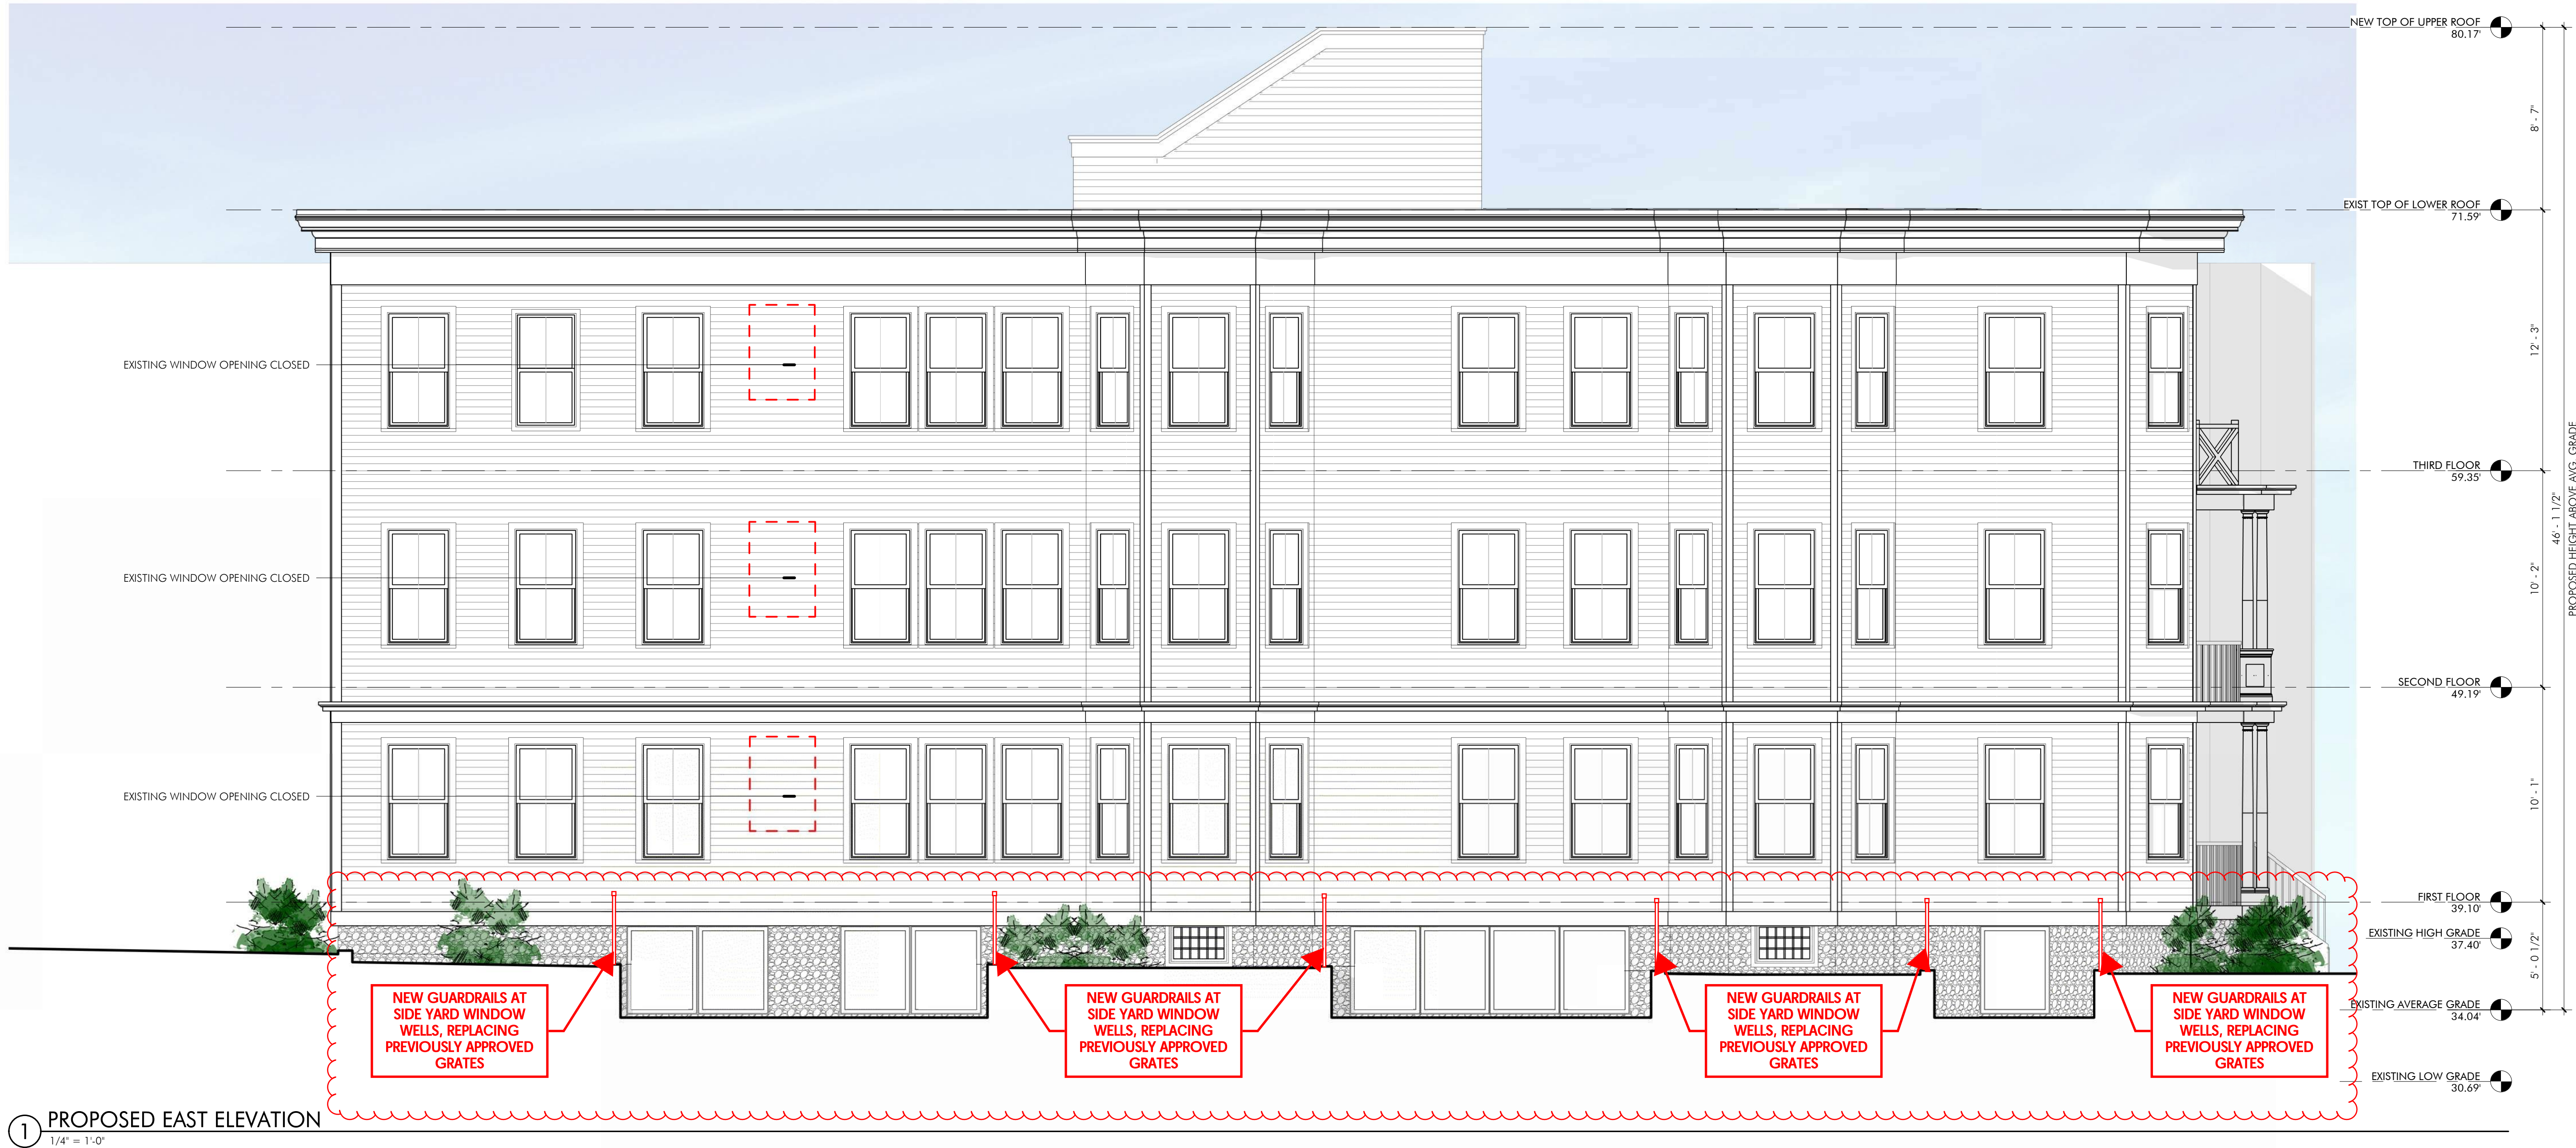 NEW TOP OF UPPER ROOF
80.17'
8' - 7"
EXIST TOP OF LOWER ROOF
71.59'
12' - 3"
EXISTING WINDOW OPENING CLOSED
THIRD FLOOR
59.35'
46' - 1 1/2"
PROPOSED HEIGHT ABOVE AVG. GRADE
10' - 2"
EXISTING WINDOW OPENING CLOSED
SECOND FLOOR
49.19'
10' - 1"
EXISTING WINDOW OPENING CLOSED
FIRST FLOOR
39.10'
EXISTING HIGH GRADE
37.40'
5' - 0 1/2"
EXISTING AVERAGE GRADE
34.04'
EXISTING LOW GRADE
30.69'
NEW GUARDRAILS AT
SIDE YARD WINDOW
WELLS, REPLACING
PREVIOUSLY APPROVED
GRATES
NEW GUARDRAILS AT
SIDE YARD WINDOW
WELLS, REPLACING
PREVIOUSLY APPROVED
GRATES
NEW GUARDRAILS AT
SIDE YARD WINDOW
WELLS, REPLACING
PREVIOUSLY APPROVED
GRATES
NEW GUARDRAILS AT
SIDE YARD WINDOW
WELLS, REPLACING
PREVIOUSLY APPROVED
GRATES
1 PROPOSED EAST ELEVATION
1/4" = 1'-0"